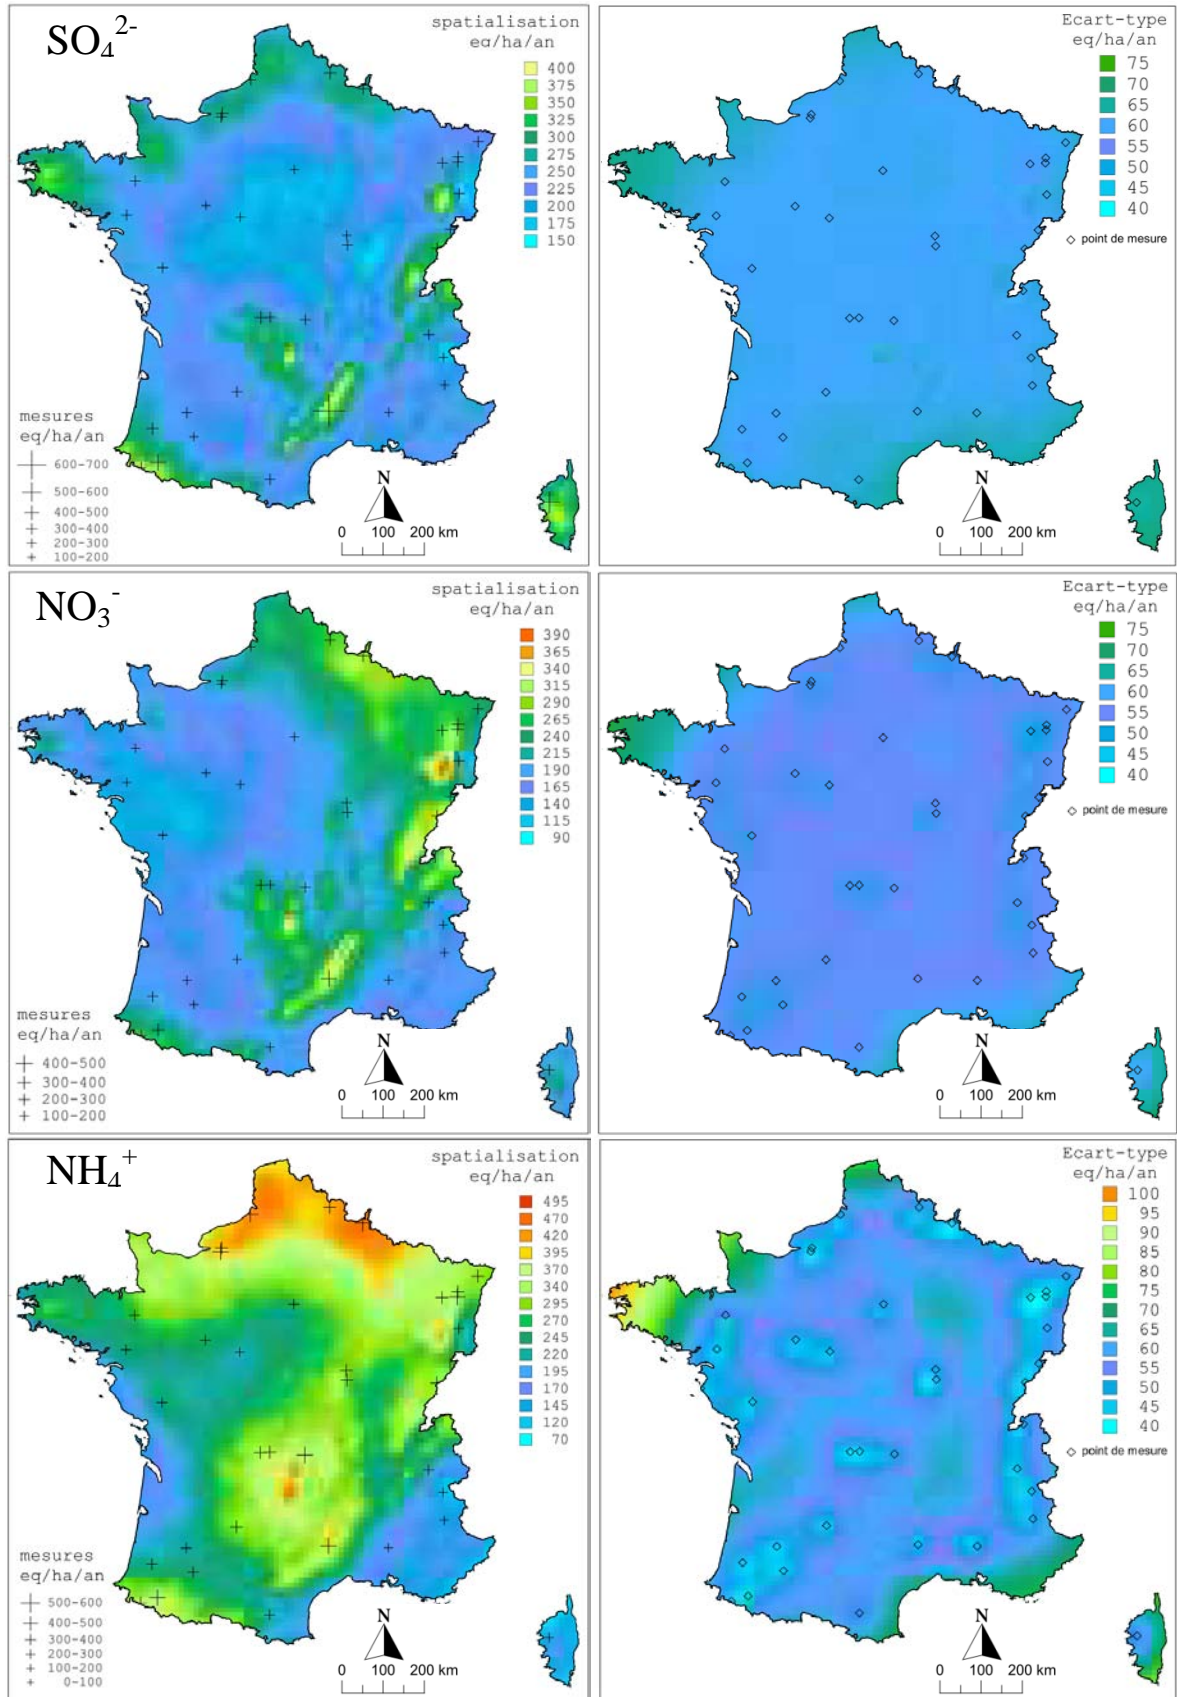 SO₄²⁻
spatialisation
eq/ha/an
400
375
350
325
300
275
250
225
200
175
150
mesures
eq/ha/an
600-700
500-600
400-500
300-400
200-300
100-200
N
0 100 200 km
Ecart-type
eq/ha/an
75
70
65
60
55
50
45
40
point de mesure
N
0 100 200 km
NO₃⁻
spatialisation
eq/ha/an
390
365
340
315
290
265
240
215
190
165
140
115
90
mesures
eq/ha/an
400-500
300-400
200-300
100-200
N
0 100 200 km
Ecart-type
eq/ha/an
75
70
65
60
55
50
45
40
point de mesure
N
0 100 200 km
NH₄⁺
spatialisation
eq/ha/an
495
470
420
395
370
340
295
270
245
220
195
170
145
120
70
mesures
eq/ha/an
500-600
400-500
300-400
200-300
100-200
0-100
N
0 100 200 km
Ecart-type
eq/ha/an
100
95
90
85
80
75
70
65
60
55
50
45
40
point de mesure
N
0 100 200 km